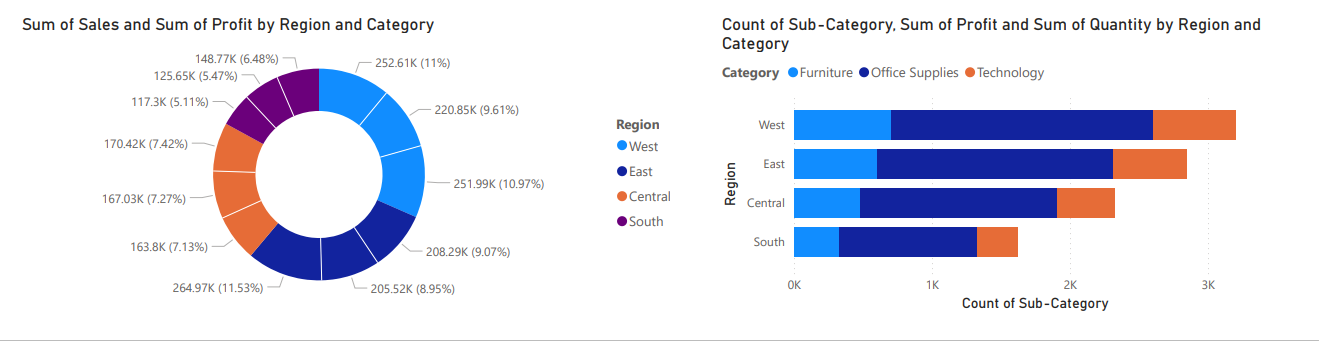 Sum of Sales and Sum of Profit by Region and Category
148.77K (6.48%)
252.61K (11%)
125.65K (5.47%)
117.3K (5.11%)
220.85K (9.61%)
170.42K (7.42%)
251.99K (10.97%)
167.03K (7.27%)
163.8K (7.13%)
208.29K (9.07%)
264.97K (11.53%)
205.52K (8.95%)
Region
West
East
Central
South
Count of Sub-Category, Sum of Profit and Sum of Quantity by Region and
Category
Category Furniture Office Supplies Technology
Region
West
East
Central
South
0K 1K 2K 3K
Count of Sub-Category